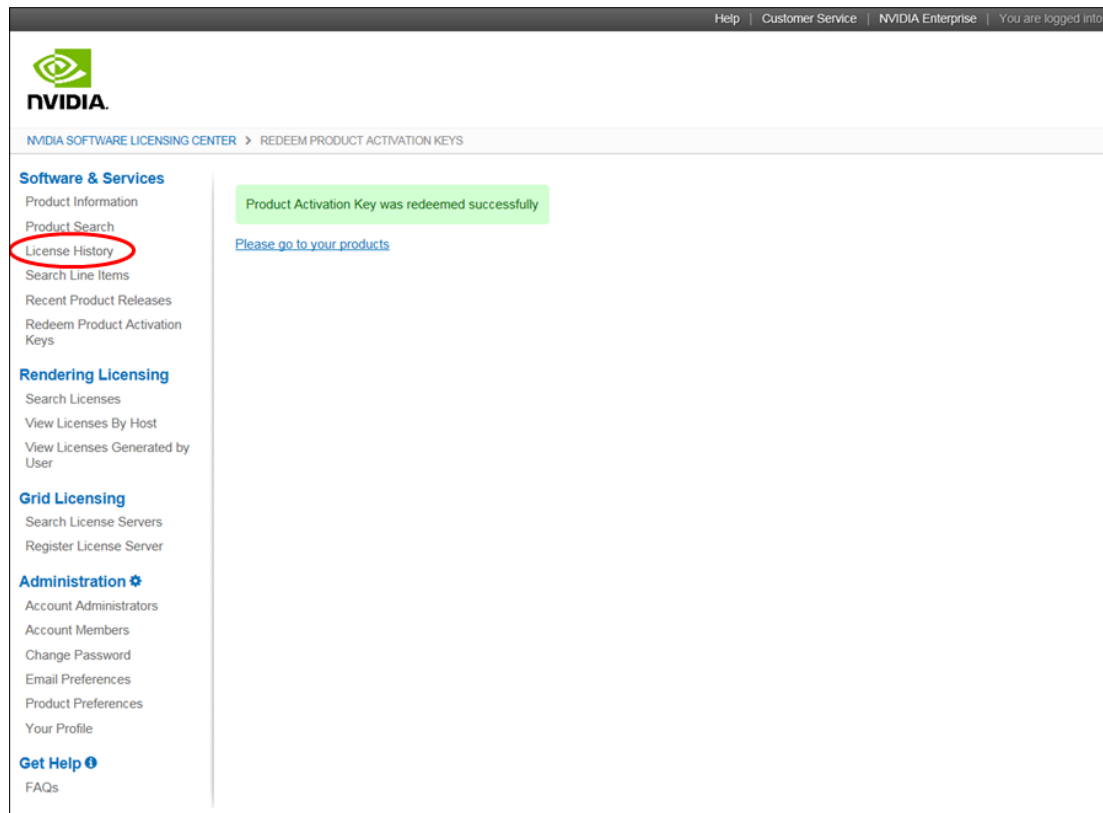 Help | Customer Service | NVIDIA Enterprise | You are logged into
NVIDIA.
NVIDIA SOFTWARE LICENSING CENTER > REDEEM PRODUCT ACTIVATION KEYS
Software & Services
Product Information
Product Search
License History
Search Line Items
Recent Product Releases
Redeem Product Activation
Keys
Rendering Licensing
Search Licenses
View Licenses By Host
View Licenses Generated by
User
Grid Licensing
Search License Servers
Register License Server
Administration
Account Administrators
Account Members
Change Password
Email Preferences
Product Preferences
Your Profile
Get Help
FAQs
Product Activation Key was redeemed successfully
Please go to your products